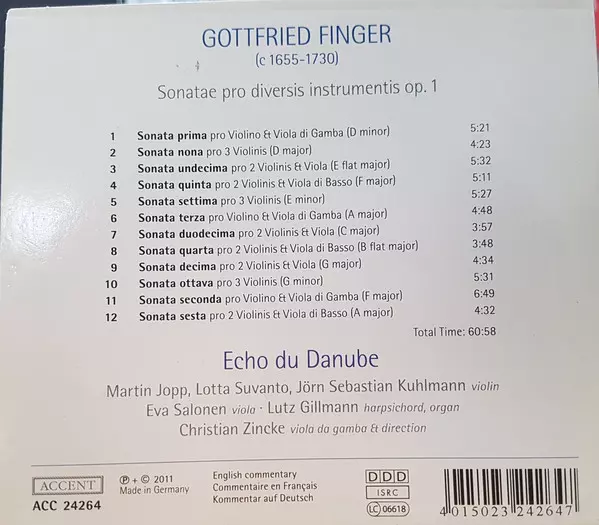 GOTTFRIED FINGER
(c 1655-1730)
Sonatae pro diversis instrumentis op. 1
1 Sonata prima pro Violino & Viola di Gamba (D minor) 5:21
2 Sonata nona pro 3 Violinis (D major) 4:23
3 Sonata undecima pro 2 Violinis & Viola (E flat major) 5:32
4 Sonata quinta pro 2 Violinis & Viola di Basso (F major) 5:11
5 Sonata settima pro 3 Violinis (E minor) 5:27
6 Sonata terza pro Violino & Viola di Gamba (A major) 4:48
7 Sonata duodecima pro 2 Violinis & Viola (C major) 3:57
8 Sonata quarta pro 2 Violinis & Viola di Basso (B flat major) 3:48
9 Sonata decima pro 2 Violinis & Viola (G major) 4:34
10 Sonata ottava pro 3 Violinis (G minor) 5:31
11 Sonata seconda pro Violino & Viola di Gamba (F major) 6:49
12 Sonata sesta pro 2 Violinis & Viola di Basso (A major) 4:32
Total Time: 60:58
Echo du Danube
Martin Jopp, Lotta Suvanto, Jörn Sebastian Kuhlmann violin
Eva Salonen viola · Lutz Gillmann harpsichord, organ
Christian Zincke viola da gamba & direction
ACCENT
ACC 24264
℗ + © 2011
Made in Germany
English commentary
Commentaire en Français
Kommentar auf Deutsch
DDD
ISRC
LC 06618
4 015023 242647